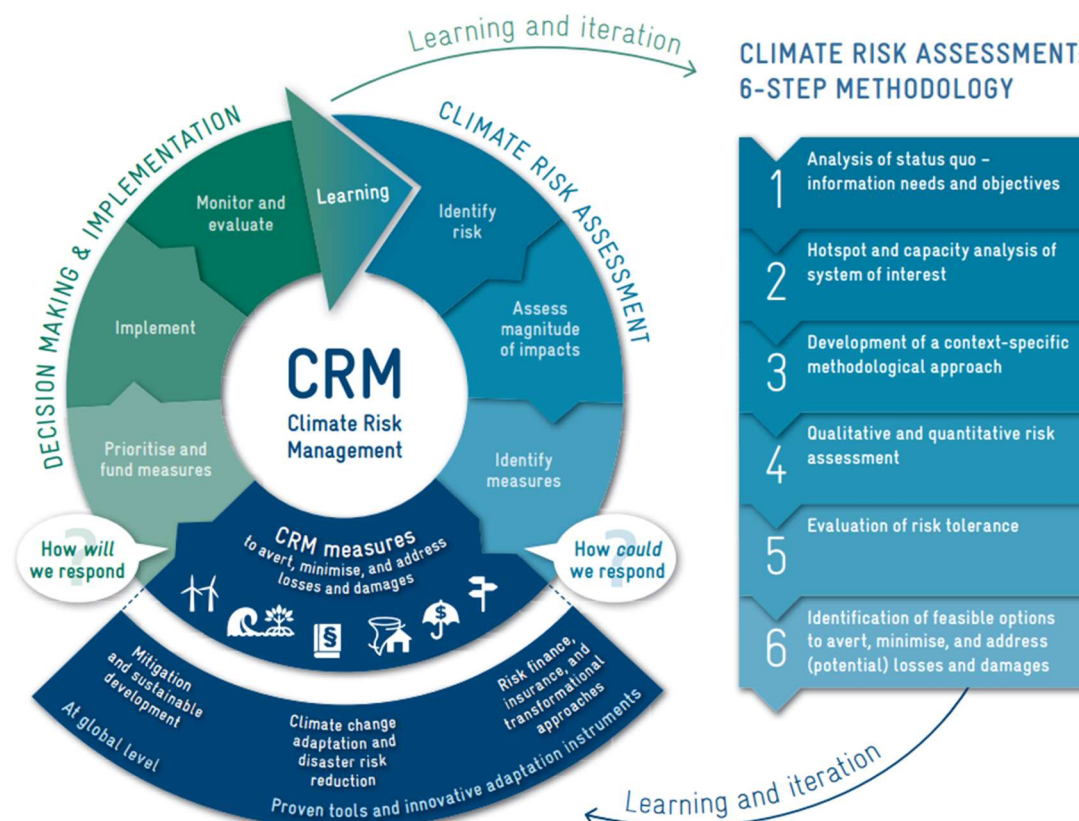 Learning and iteration
DECISION MAKING & IMPLEMENTATION
CLIMATE RISK ASSESSMENT
Learning
Identify
risk
Assess
magnitude
of impacts
Identify
measures
How could
we respond
?
CRM measures
to avert, minimise, and address
losses and damages
§
$
How will
we respond
?
Prioritise and
fund measures
Implement
Monitor and
evaluate
CRM
Climate Risk
Management
Mitigation
and sustainable
development
At global level
Climate change
adaptation and
disaster risk
reduction
Risk finance,
insurance, and
transformational
approaches
Proven tools and innovative adaptation instruments
CLIMATE RISK ASSESSMENT
6-STEP METHODOLOGY
1
Analysis of status quo –
information needs and objectives
2
Hotspot and capacity analysis of
system of interest
3
Development of a context-specific
methodological approach
4
Qualitative and quantitative risk
assessment
5
Evaluation of risk tolerance
6
Identification of feasible options
to avert, minimise, and address
(potential) losses and damages
Learning and iteration